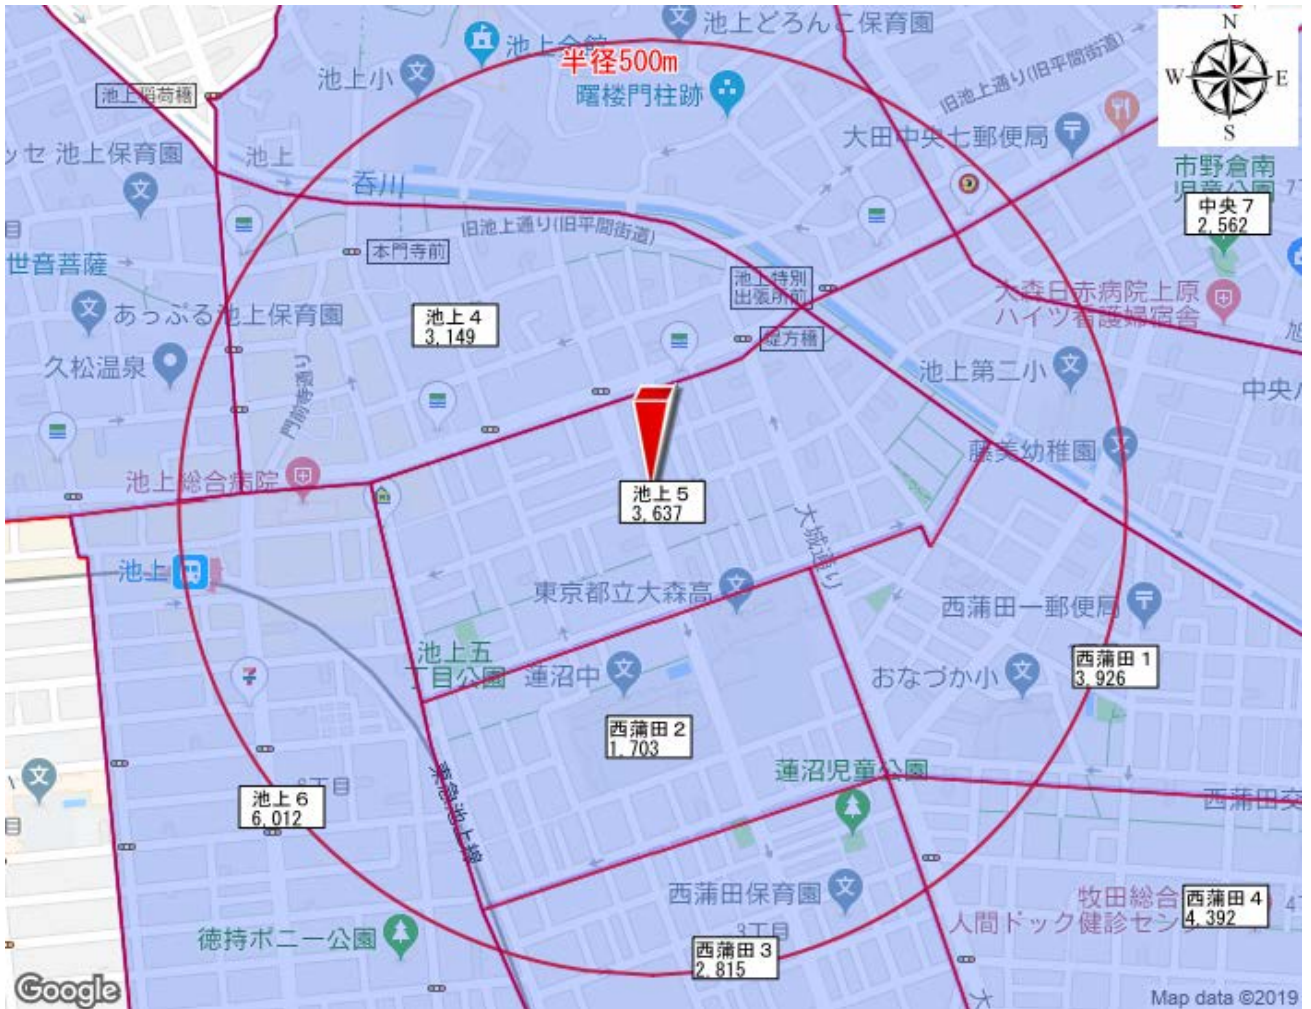 池上どろんこ保育園
池上会館
半径500m
池上小
曙楼門柱跡
旧池上通り(旧平間街道)
N
W
E
S
池上稲荷橋
大田中央七郵便局
池上保育園
池上
呑川
市野倉南
児童公園
中央7
2,562
旧池上通り(旧平間街道)
本門寺前
世音菩薩
池上特別
出張所前
大森日赤病院上原
ハイツ看護婦宿舎
あっぷる池上保育園
池上4
3,149
堤方橋
久松温泉
門前寺通り
池上第二小
中央八
藤美幼稚園
池上総合病院
池上5
3,637
大城通り
池上
東京都立大森高
西蒲田一郵便局
池上五
丁目公園
蓮沼中
おなづか小
西蒲田1
3,926
西蒲田2
1,703
蓮沼児童公園
東急池上線
池上6
6,012
丁目
西蒲田交
西蒲田保育園
牧田総合
人間ドック健診セン
西蒲田4
4,392
徳持ポニー公園
3丁目
西蒲田3
2,815
Google
Map data ©2019